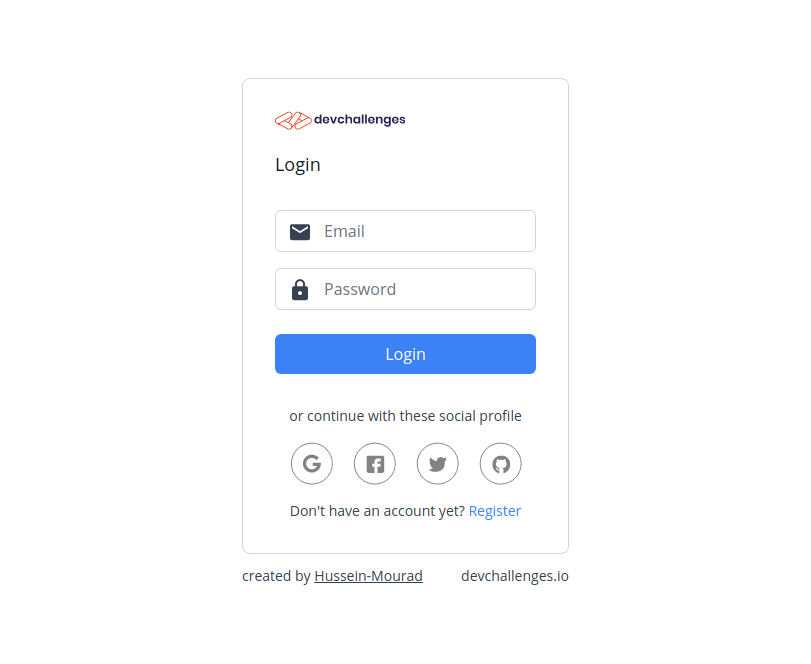 devchallenges
Login
Email
Password
Login
or continue with these social profile
Don't have an account yet? Register
created by Hussein-Mourad devchallenges.io